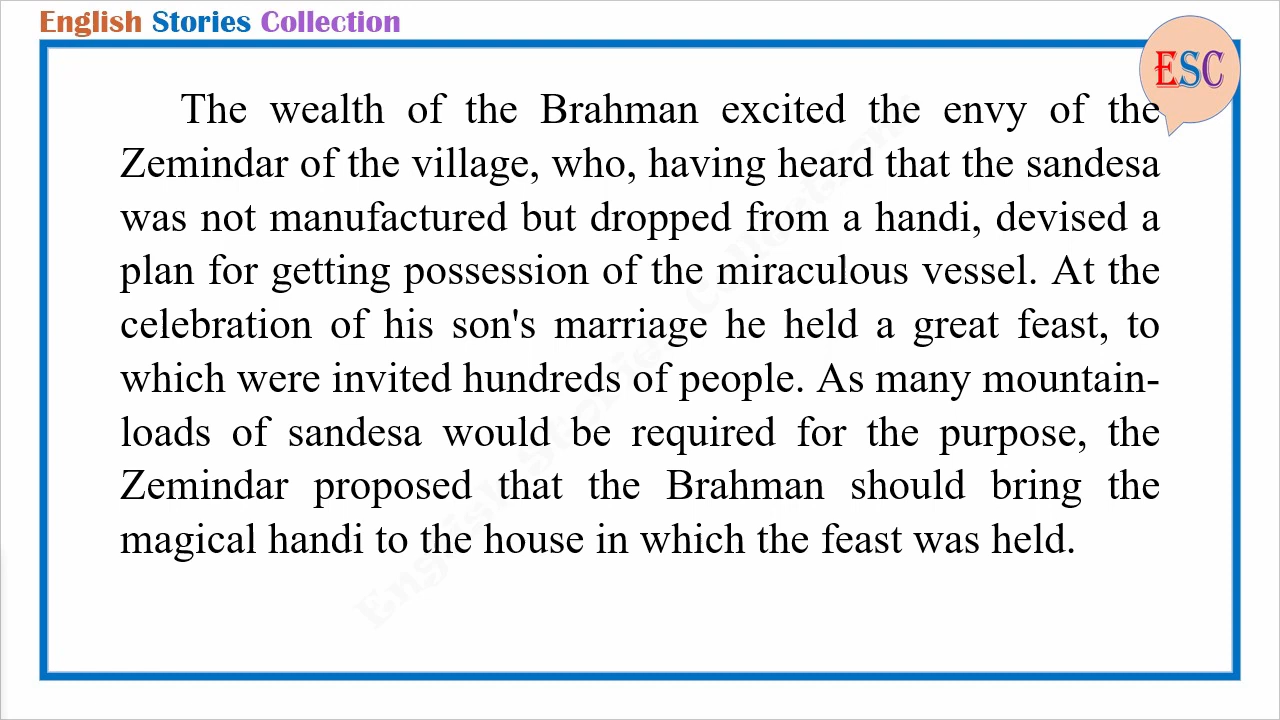 English Stories Collection
ESC
The wealth of the Brahman excited the envy of the
Zemindar of the village, who, having heard that the sandesa
was not manufactured but dropped from a handi, devised a
plan for getting possession of the miraculous vessel. At the
celebration of his son's marriage he held a great feast, to
which were invited hundreds of people. As many mountain-
loads of sandesa would be required for the purpose, the
Zemindar proposed that the Brahman should bring the
magical handi to the house in which the feast was held.
English Stories Collection